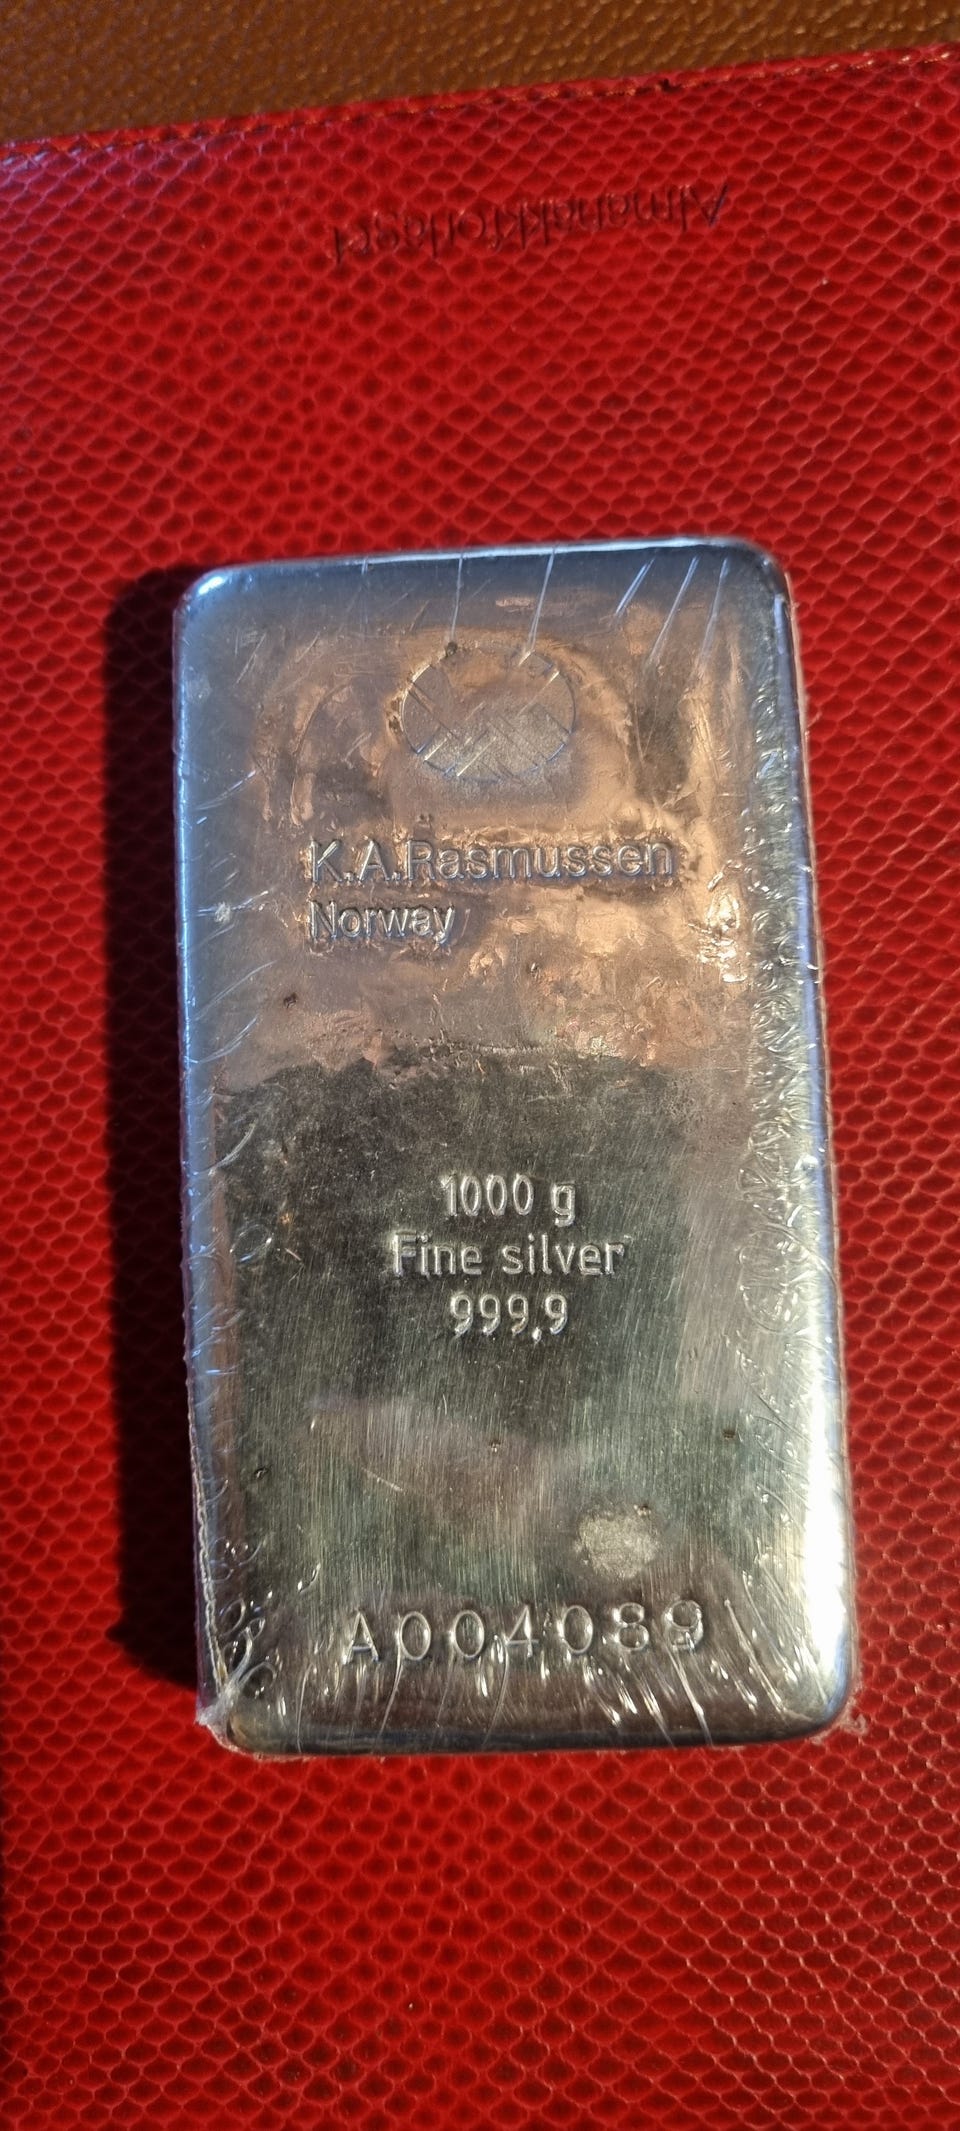 Almanakkforlaget
K.A.Rasmussen
Norway
1000 g
Fine silver
999,9
A004089